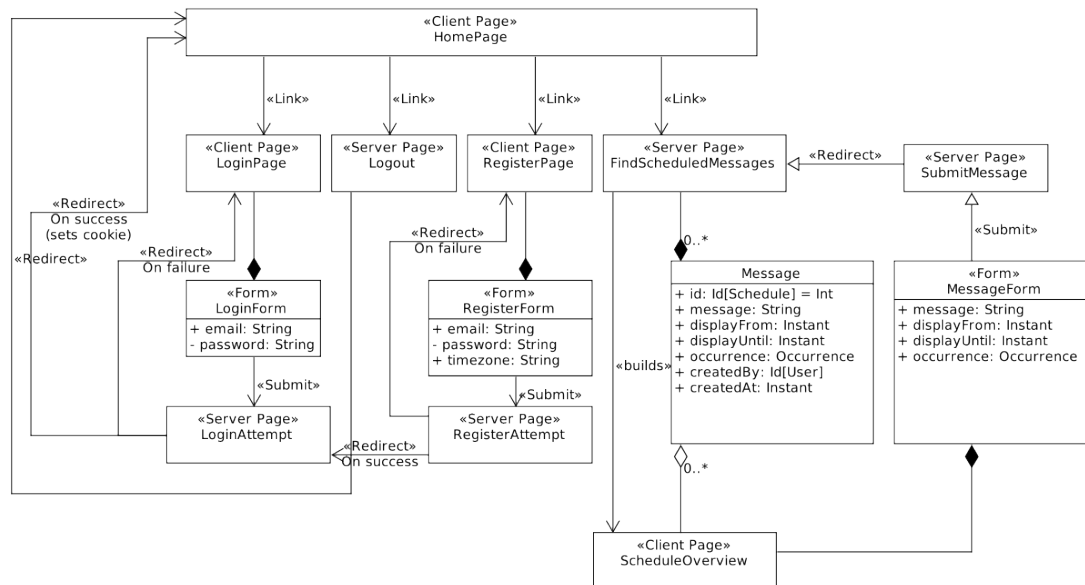 «Client Page»
HomePage
«Link»
«Link»
«Link»
«Link»
«Client Page»
LoginPage
«Server Page»
Logout
«Client Page»
RegisterPage
«Server Page»
FindScheduledMessages
«Redirect»
«Server Page»
SubmitMessage
«Redirect»
On success
(sets cookie)
«Redirect»
«Redirect»
On failure
«Redirect»
On failure
0..*
«Submit»
«Form»
LoginForm
+ email: String
- password: String
«Form»
RegisterForm
+ email: String
- password: String
+ timezone: String
Message
+ id: Id[Schedule] = Int
+ message: String
+ displayFrom: Instant
+ displayUntil: Instant
+ occurrence: Occurrence
+ createdBy: Id[User]
+ createdAt: Instant
«Form»
MessageForm
+ message: String
+ displayFrom: Instant
+ displayUntil: Instant
+ occurrence: Occurrence
«builds»
«Submit»
«Submit»
«Server Page»
LoginAttempt
«Redirect»
On success
«Server Page»
RegisterAttempt
0..*
«Client Page»
ScheduleOverview